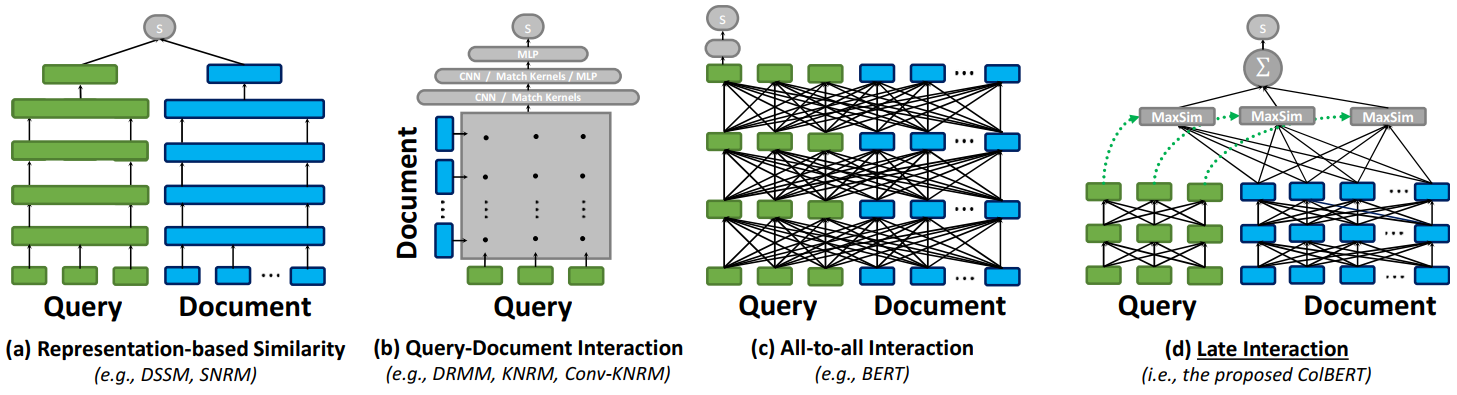 s
Query
Document
(a) Representation-based Similarity
(e.g., DSSM, SNRM)
s
MLP
CNN / Match Kernels / MLP
CNN / Match Kernels
Document
Query
(b) Query-Document Interaction
(e.g., DRMM, KNRM, Conv-KNRM)
s
Query
Document
(c) All-to-all Interaction
(e.g., BERT)
s
Σ
MaxSim MaxSim MaxSim
Query
Document
(d) Late Interaction
(i.e., the proposed ColBERT)